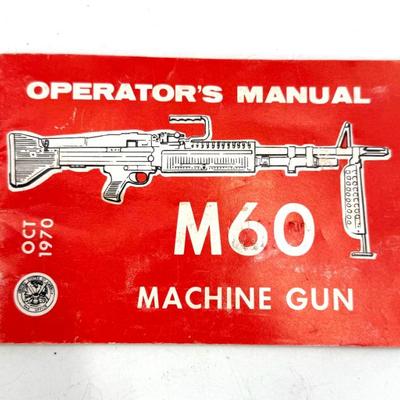 OPERATOR'S MANUAL
OCT
1970
M60
MACHINE GUN